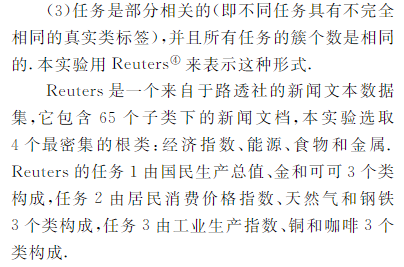 (3)任务是部分相关的(即不同任务具有不完全
相同的真实类标签),并且所有任务的簇个数是相同
的.本实验用 Reuters④ 来表示这种形式.
Reuters 是一个来自于路透社的新闻文本数据
集,它包含 65 个子类下的新闻文档,本实验选取
4 个最密集的根类:经济指数、能源、食物和金属.
Reuters 的任务 1 由国民生产总值、金和可可 3 个类
构成,任务 2 由居民消费价格指数、天然气和钢铁
3 个类构成,任务 3 由工业生产指数、铜和咖啡 3 个
类构成.